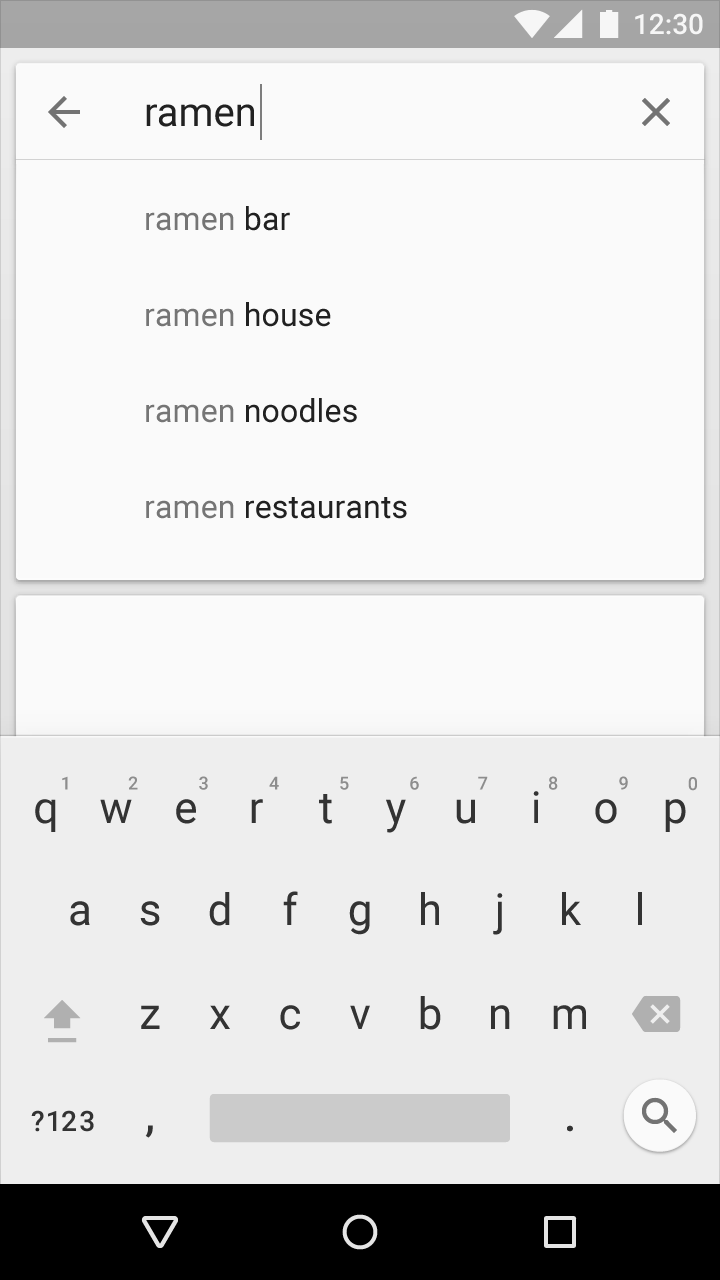 12:30
ramen
ramen bar
ramen house
ramen noodles
ramen restaurants
1 2 3 4 5 6 7 8 9 0
q w e r t y u i o p
a s d f g h j k l
z x c v b n m
?123 , .